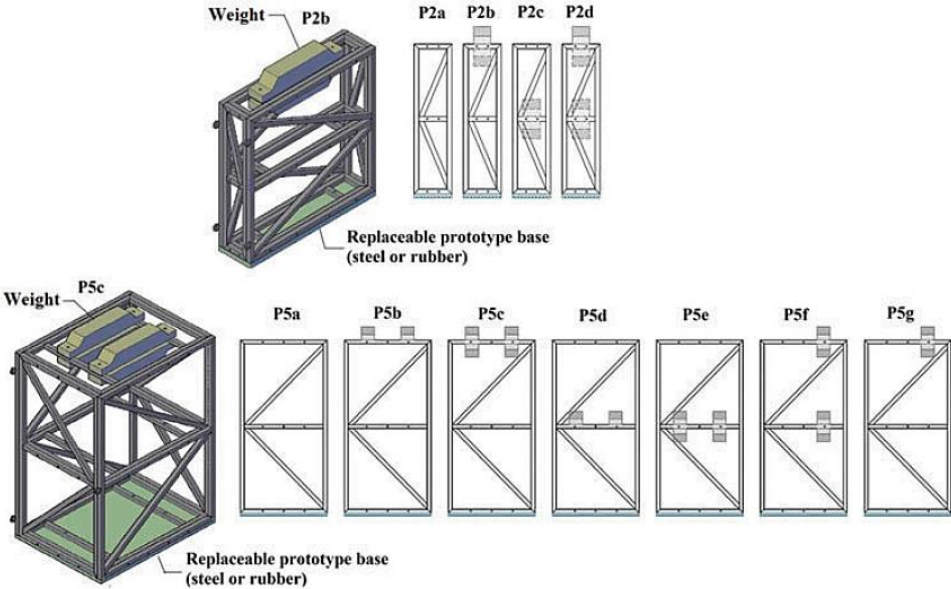 Weight
P2b
P2a P2b P2c P2d
Replaceable prototype base
(steel or rubber)
Weight
P5c
P5a P5b P5c P5d P5e P5f P5g
Replaceable prototype base
(steel or rubber)